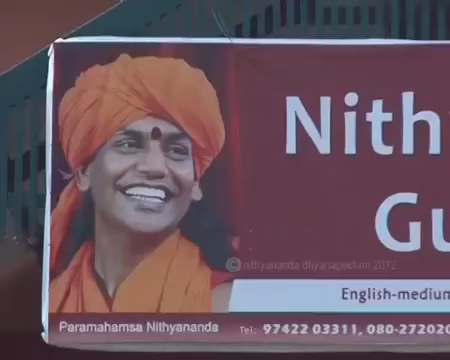 Nith
Gu
© nithyananda dhyanapeetam 2012
English-medium
Paramahamsa Nithyananda Tel: 97422 03311, 080-272020